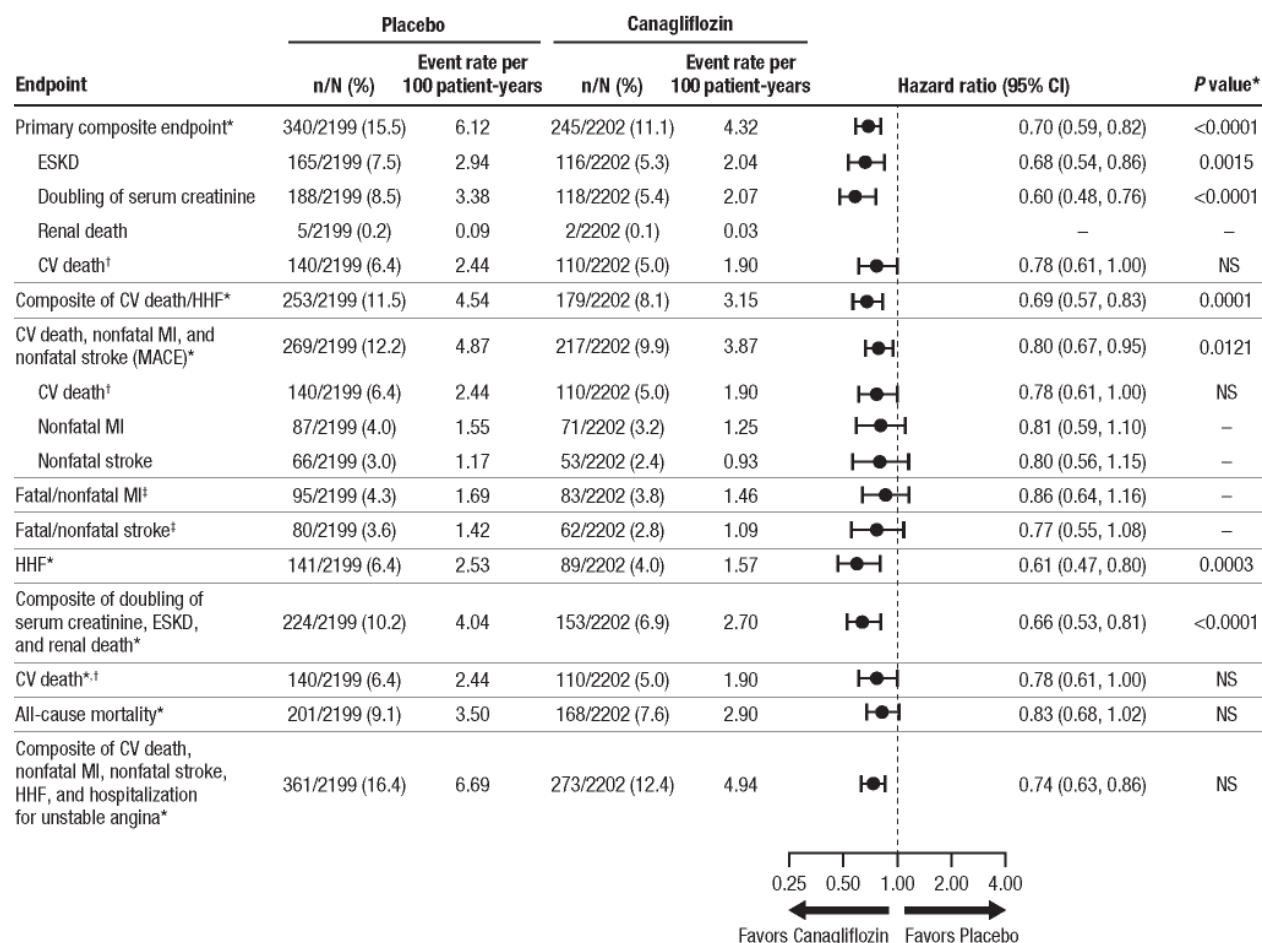 Placebo Canagliflozin
Endpoint n/N (%) Event rate per 100 patient-years n/N (%) Event rate per 100 patient-years Hazard ratio (95% CI) P value*
Primary composite endpoint* 340/2199 (15.5) 6.12 245/2202 (11.1) 4.32 0.70 (0.59, 0.82) <0.0001
ESKD 165/2199 (7.5) 2.94 116/2202 (5.3) 2.04 0.68 (0.54, 0.86) 0.0015
Doubling of serum creatinine 188/2199 (8.5) 3.38 118/2202 (5.4) 2.07 0.60 (0.48, 0.76) <0.0001
Renal death 5/2199 (0.2) 0.09 2/2202 (0.1) 0.03 – –
CV death† 140/2199 (6.4) 2.44 110/2202 (5.0) 1.90 0.78 (0.61, 1.00) NS
Composite of CV death/HHF* 253/2199 (11.5) 4.54 179/2202 (8.1) 3.15 0.69 (0.57, 0.83) 0.0001
CV death, nonfatal MI, and
nonfatal stroke (MACE)* 269/2199 (12.2) 4.87 217/2202 (9.9) 3.87 0.80 (0.67, 0.95) 0.0121
CV death† 140/2199 (6.4) 2.44 110/2202 (5.0) 1.90 0.78 (0.61, 1.00) NS
Nonfatal MI 87/2199 (4.0) 1.55 71/2202 (3.2) 1.25 0.81 (0.59, 1.10) –
Nonfatal stroke 66/2199 (3.0) 1.17 53/2202 (2.4) 0.93 0.80 (0.56, 1.15) –
Fatal/nonfatal MI‡ 95/2199 (4.3) 1.69 83/2202 (3.8) 1.46 0.86 (0.64, 1.16) –
Fatal/nonfatal stroke‡ 80/2199 (3.6) 1.42 62/2202 (2.8) 1.09 0.77 (0.55, 1.08) –
HHF* 141/2199 (6.4) 2.53 89/2202 (4.0) 1.57 0.61 (0.47, 0.80) 0.0003
Composite of doubling of
serum creatinine, ESKD, 224/2199 (10.2) 4.04 153/2202 (6.9) 2.70 0.66 (0.53, 0.81) <0.0001
and renal death*
CV death*,† 140/2199 (6.4) 2.44 110/2202 (5.0) 1.90 0.78 (0.61, 1.00) NS
All-cause mortality* 201/2199 (9.1) 3.50 168/2202 (7.6) 2.90 0.83 (0.68, 1.02) NS
Composite of CV death,
nonfatal MI, nonfatal stroke,
HHF, and hospitalization 361/2199 (16.4) 6.69 273/2202 (12.4) 4.94 0.74 (0.63, 0.86) NS
for unstable angina*
0.25 0.50 1.00 2.00 4.00
Favors Canagliflozin Favors Placebo